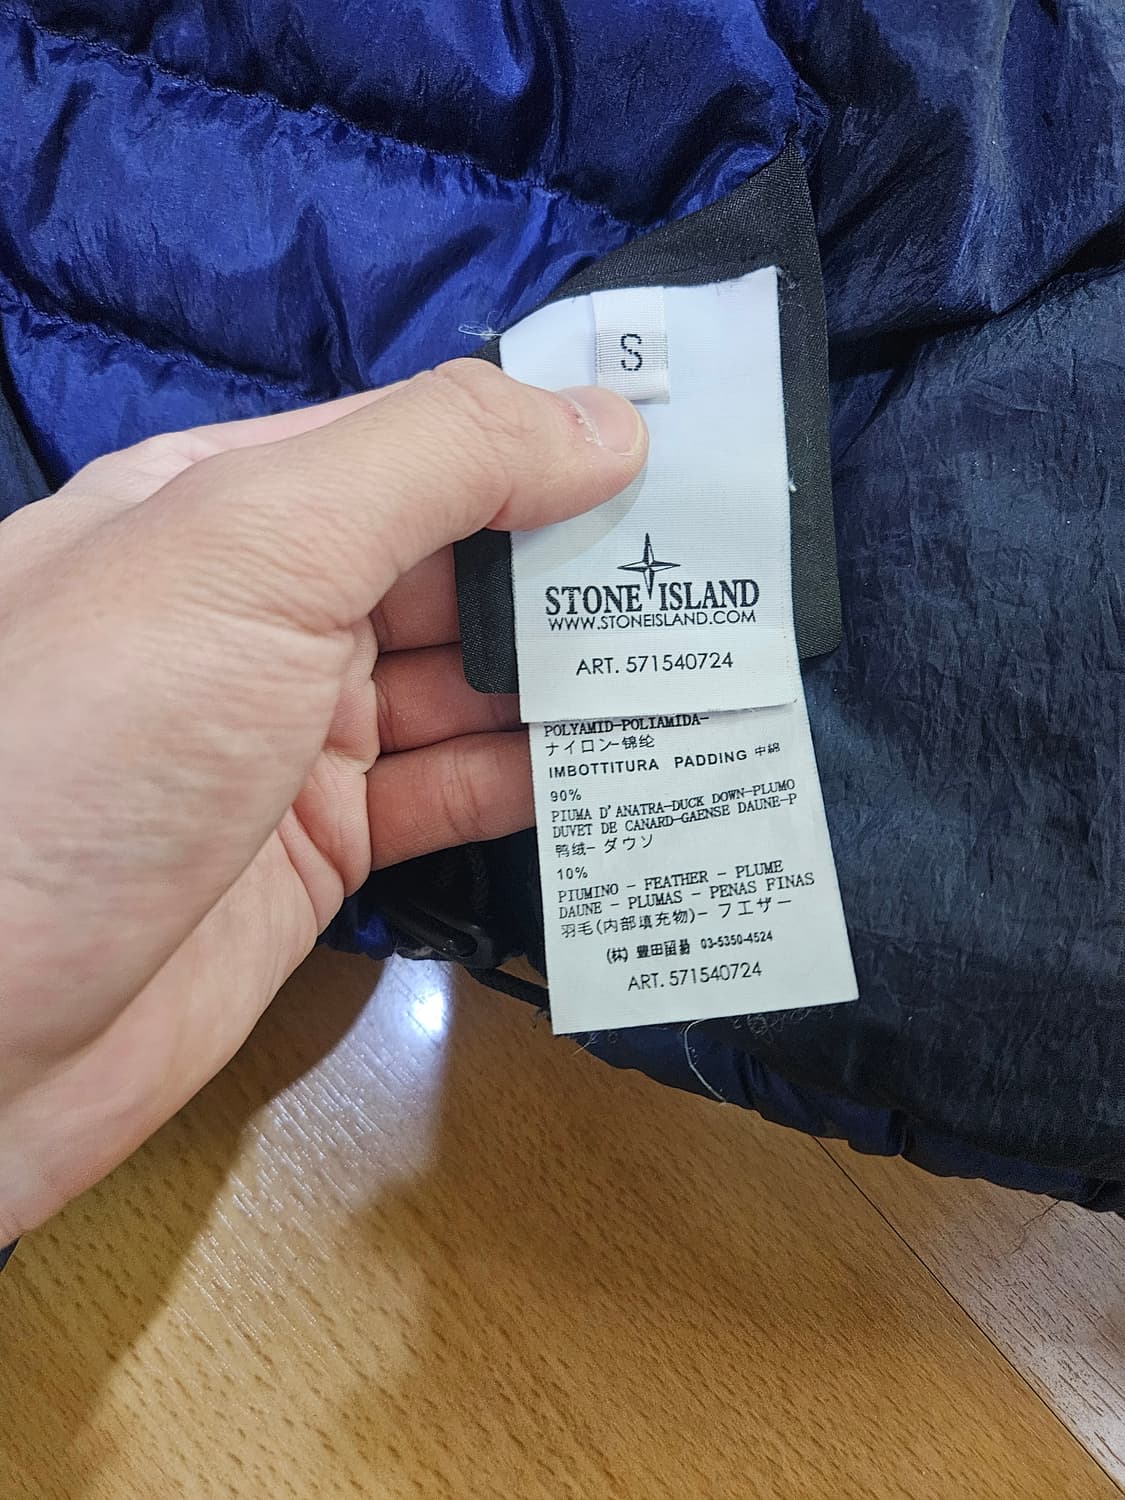 S
STONE ISLAND
WWW.STONEISLAND.COM
ART. 571540724
POLYAMID-POLIAMIDA-
ナイロン-锦纶
IMBOTTITURA PADDING 中綿
90%
PIUMA D'ANATRA-DUCK DOWN-PLUMO
DUVET DE CANARD-GAENSE DAUNE-P
鸭绒- ダウソ
10%
PIUMINO - FEATHER - PLUME
DAUNE - PLUMAS - PENAS FINAS
羽毛(内部填充物)- フエザー
(株) 豊田貿易 03-5350-4524
ART. 571540724